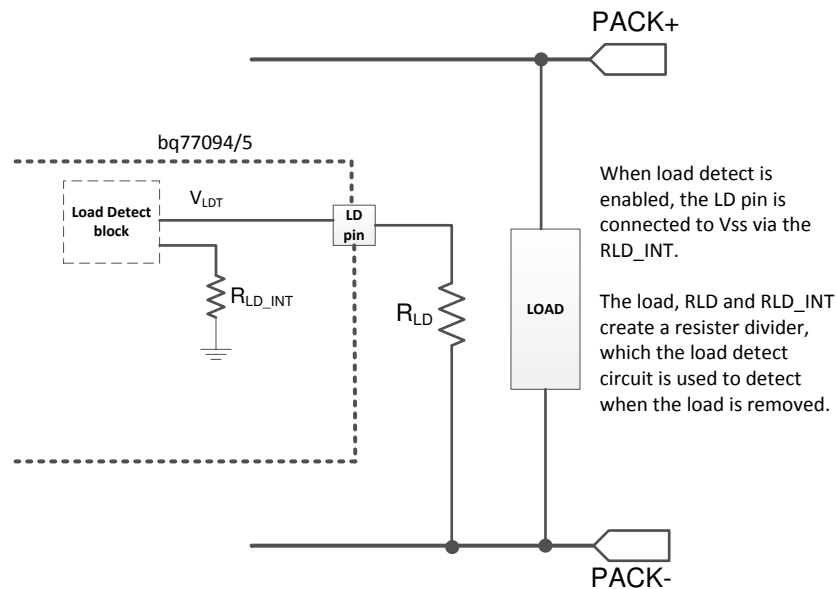 PACK+
bq77094/5
Load Detect
block
VLDT
LD
pin
RLD_INT
RLD
LOAD
When load detect is
enabled, the LD pin is
connected to Vss via the
RLD_INT.
The load, RLD and RLD_INT
create a resister divider,
which the load detect
circuit is used to detect
when the load is removed.
PACK-